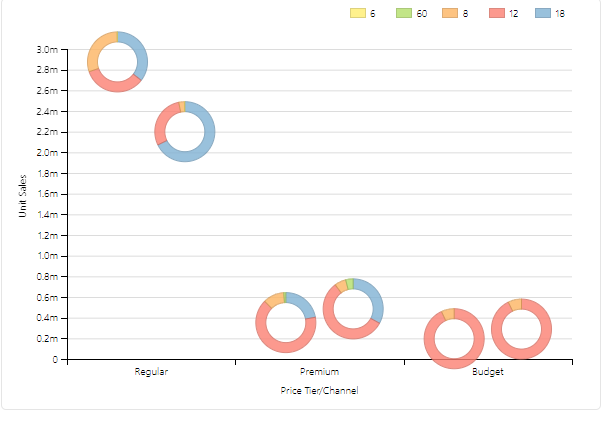 6 60 8 12 18
3.0m
2.8m
2.6m
2.4m
2.2m
2.0m
1.8m
1.6m
1.4m
1.2m
1.0m
0.8m
0.6m
0.4m
0.2m
0
Unit Sales
Regular Premium Budget
Price Tier/Channel